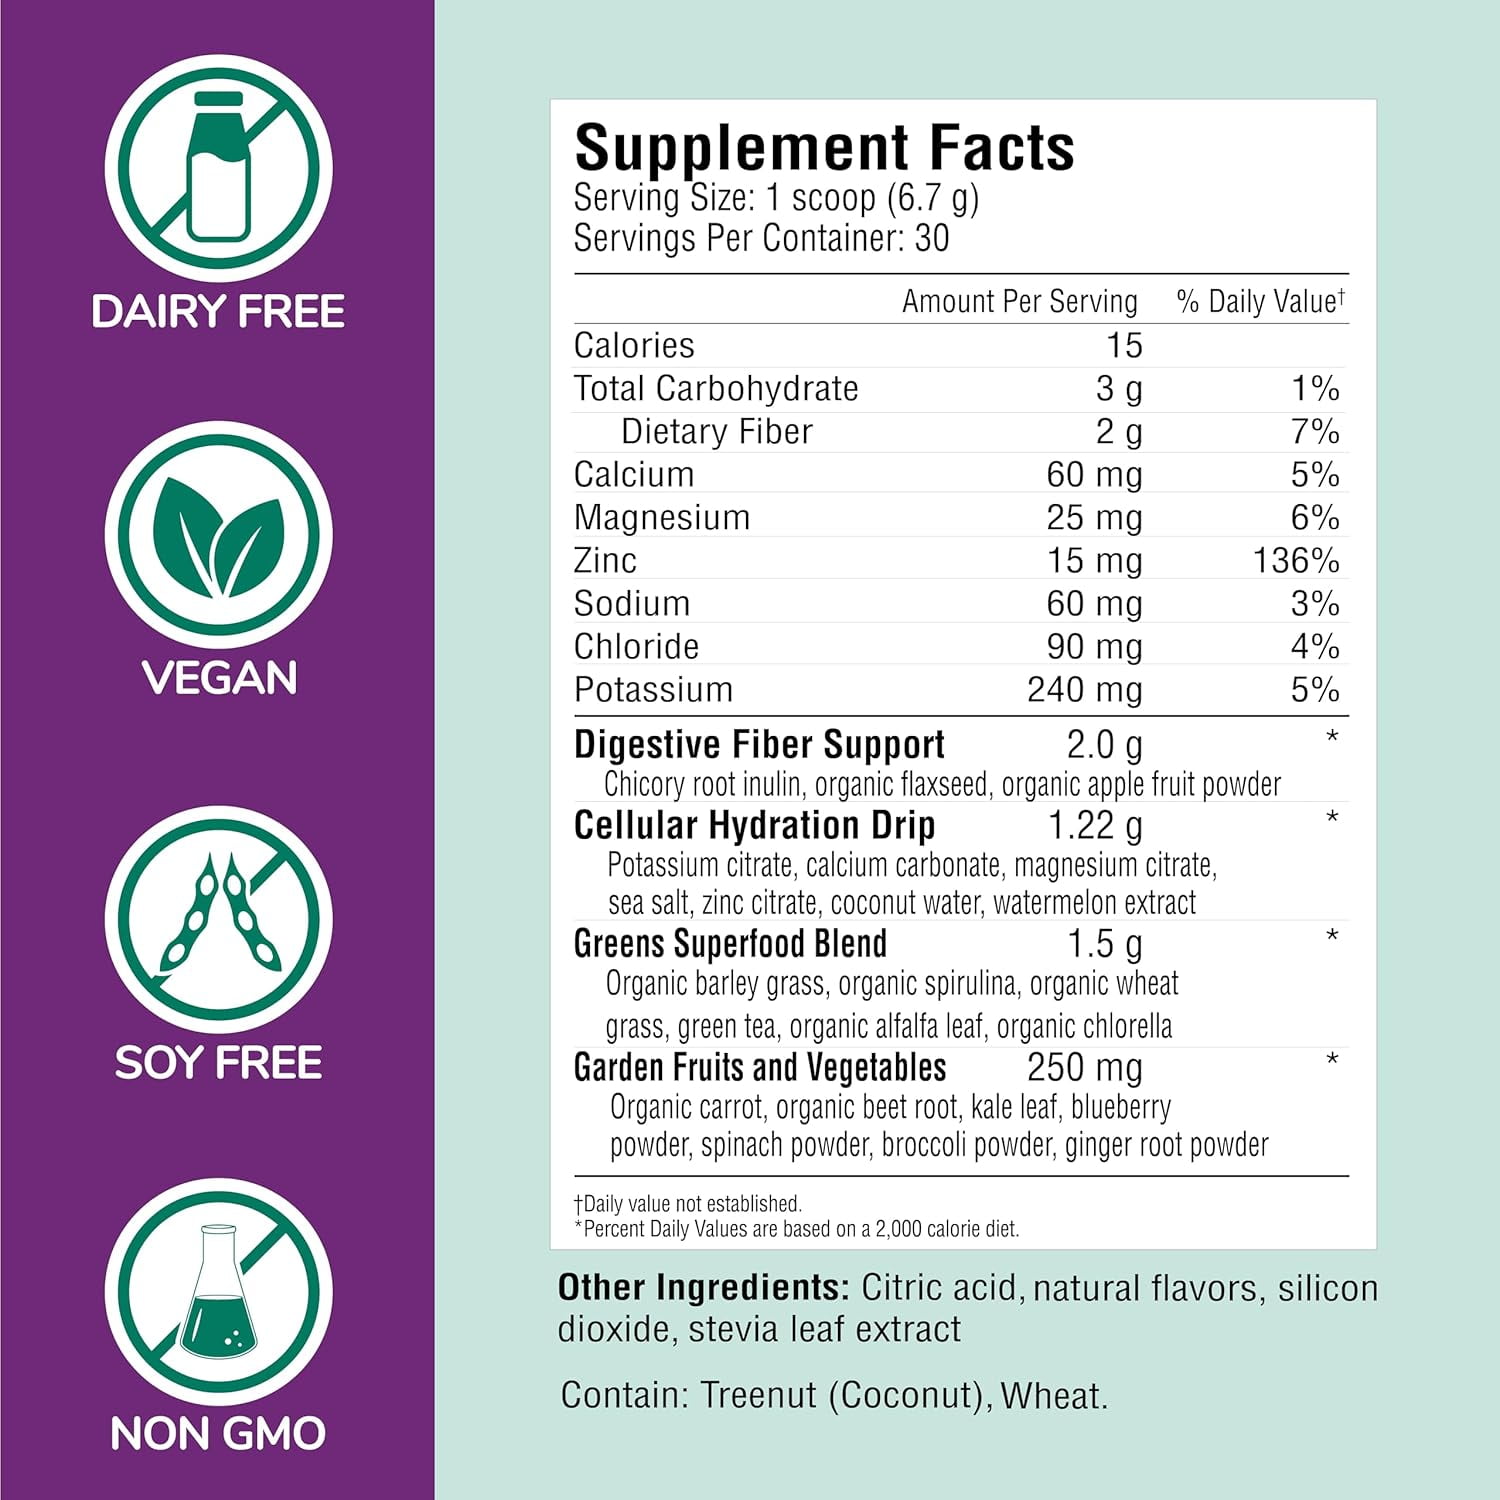 DAIRY FREE
VEGAN
SOY FREE
NON GMO
Supplement Facts
Serving Size: 1 scoop (6.7 g)
Servings Per Container: 30
Amount Per Serving % Daily Value†
Calories 15
Total Carbohydrate 3 g 1%
Dietary Fiber 2 g 7%
Calcium 60 mg 5%
Magnesium 25 mg 6%
Zinc 15 mg 136%
Sodium 60 mg 3%
Chloride 90 mg 4%
Potassium 240 mg 5%
Digestive Fiber Support 2.0 g *
Chicory root inulin, organic flaxseed, organic apple fruit powder
Cellular Hydration Drip 1.22 g *
Potassium citrate, calcium carbonate, magnesium citrate,
sea salt, zinc citrate, coconut water, watermelon extract
Greens Superfood Blend 1.5 g *
Organic barley grass, organic spirulina, organic wheat
grass, green tea, organic alfalfa leaf, organic chlorella
Garden Fruits and Vegetables 250 mg *
Organic carrot, organic beet root, kale leaf, blueberry
powder, spinach powder, broccoli powder, ginger root powder
†Daily value not established.
*Percent Daily Values are based on a 2,000 calorie diet.
Other Ingredients: Citric acid, natural flavors, silicon
dioxide, stevia leaf extract
Contain: Treenut (Coconut), Wheat.